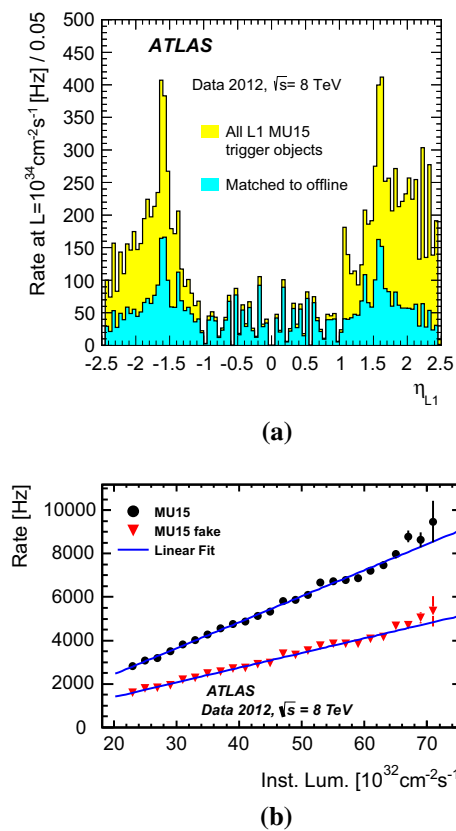 500
450
400
350
300
250
200
150
100
50
0
Rate at L=10³⁴cm⁻²s⁻¹ [Hz] / 0.05
ATLAS
Data 2012, √s= 8 TeV
All L1 MU15
trigger objects
Matched to offline
-2.5 -2 -1.5 -1 -0.5 0 0.5 1 1.5 2 2.5
η_L1
(a)
Rate [Hz]
10000
8000
6000
4000
2000
0
MU15
MU15 fake
Linear Fit
ATLAS
Data 2012, √s = 8 TeV
20 30 40 50 60 70
Inst. Lum. [10³²cm⁻²s⁻¹]
(b)